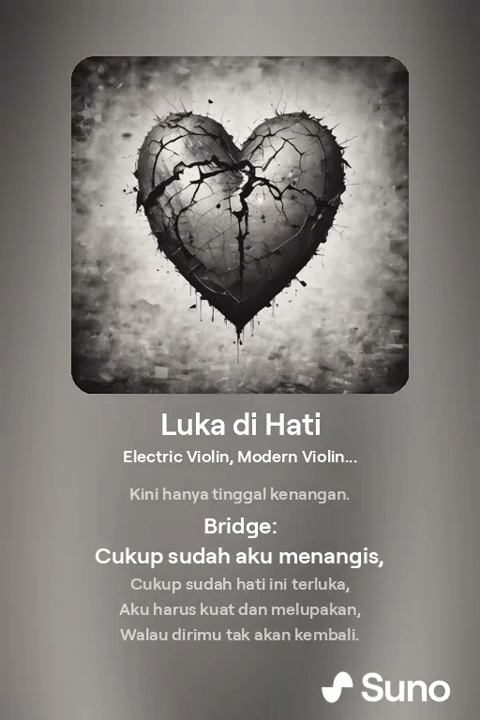 Luka di Hati
Electric Violin, Modern Violin...
Kini hanya tinggal kenangan.
Bridge:
Cukup sudah aku menangis,
Cukup sudah hati ini terluka,
Aku harus kuat dan melupakan,
Walau dirimu tak akan kembali.
Suno